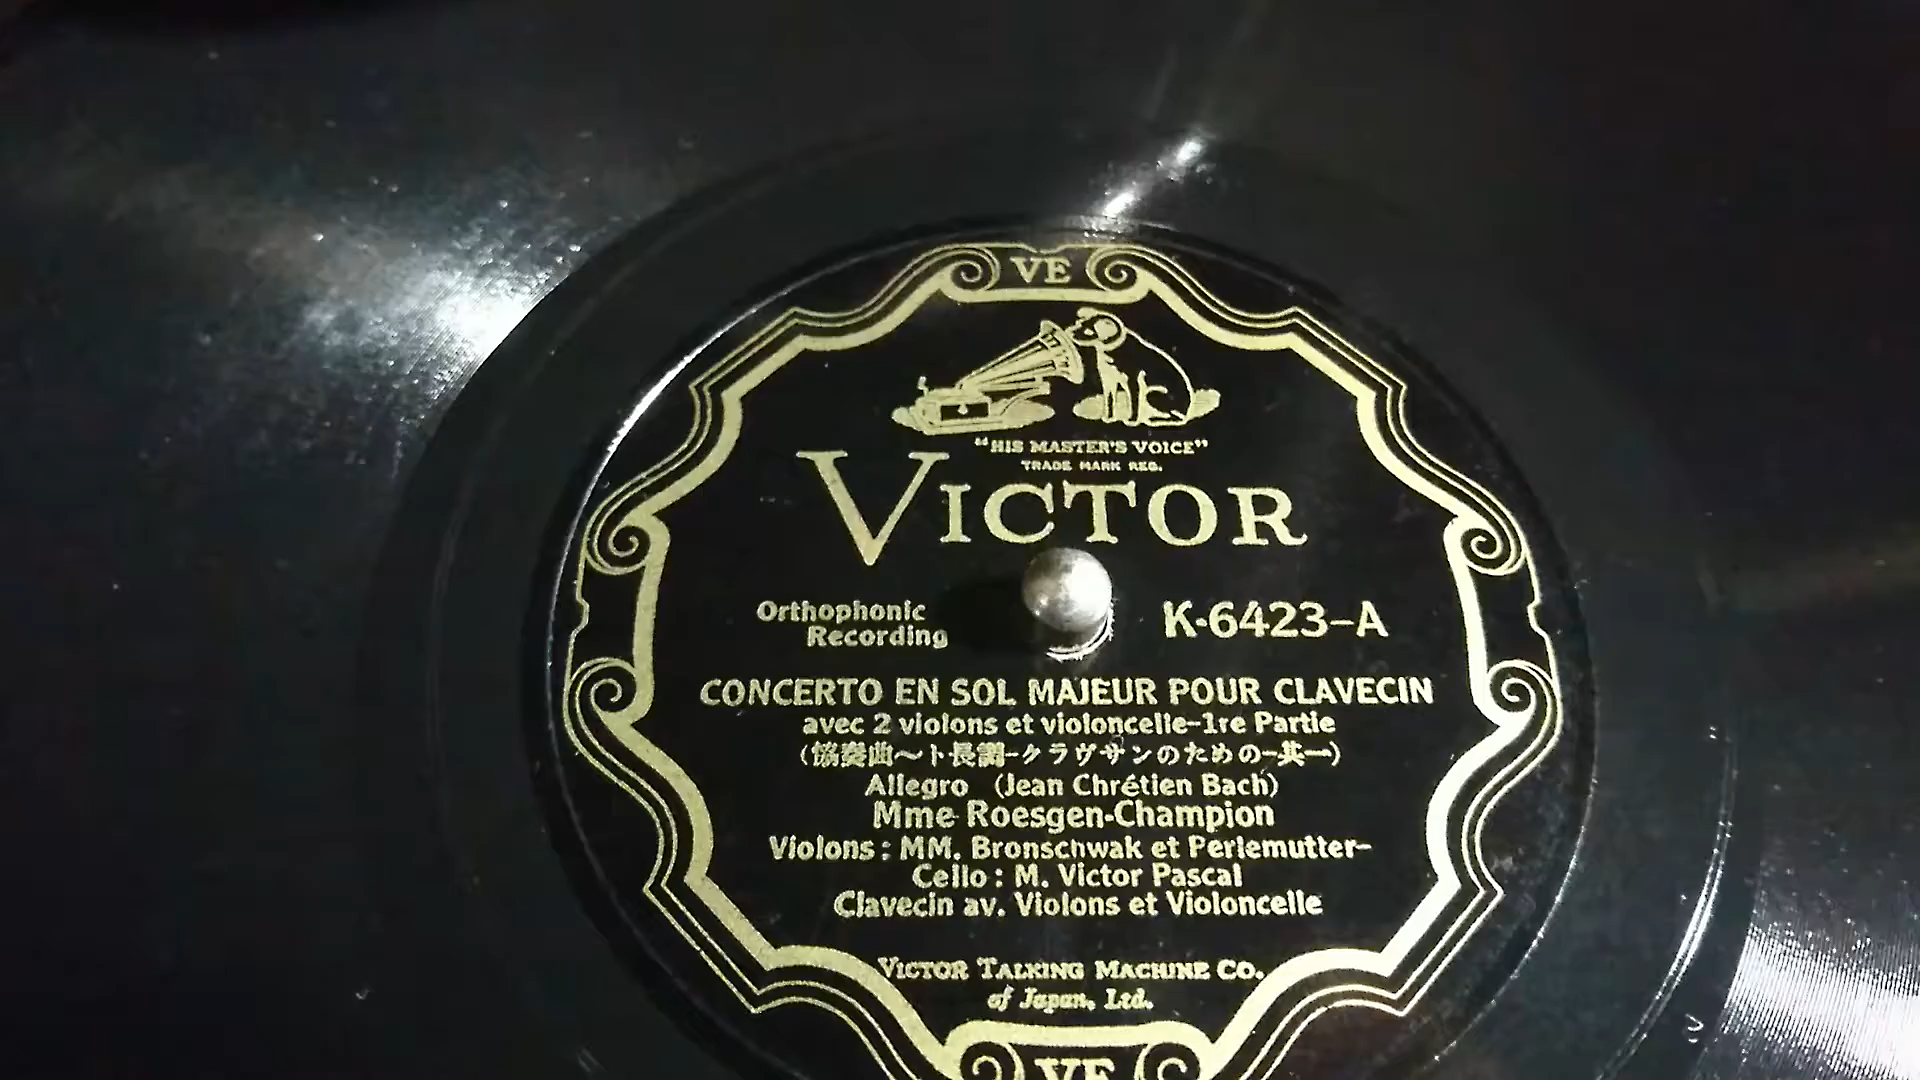 VE
"HIS MASTER'S VOICE"
TRADE MARK REG.
VICTOR
Orthophonic
Recording
K-6423-A
CONCERTO EN SOL MAJEUR POUR CLAVECIN
avec 2 violons et violoncelle-1re Partie
(協奏曲〜ト長調-クラヴサンのための-其一)
Allegro (Jean Chrétien Bach)
Mme Roesgen-Champion
Violons: MM. Bronschwak et Perlemutter-
Cello: M. Victor Pascal
Clavecin av. Violons et Violoncelle
VICTOR TALKING MACHINE CO.
of Japan, Ltd.
VE